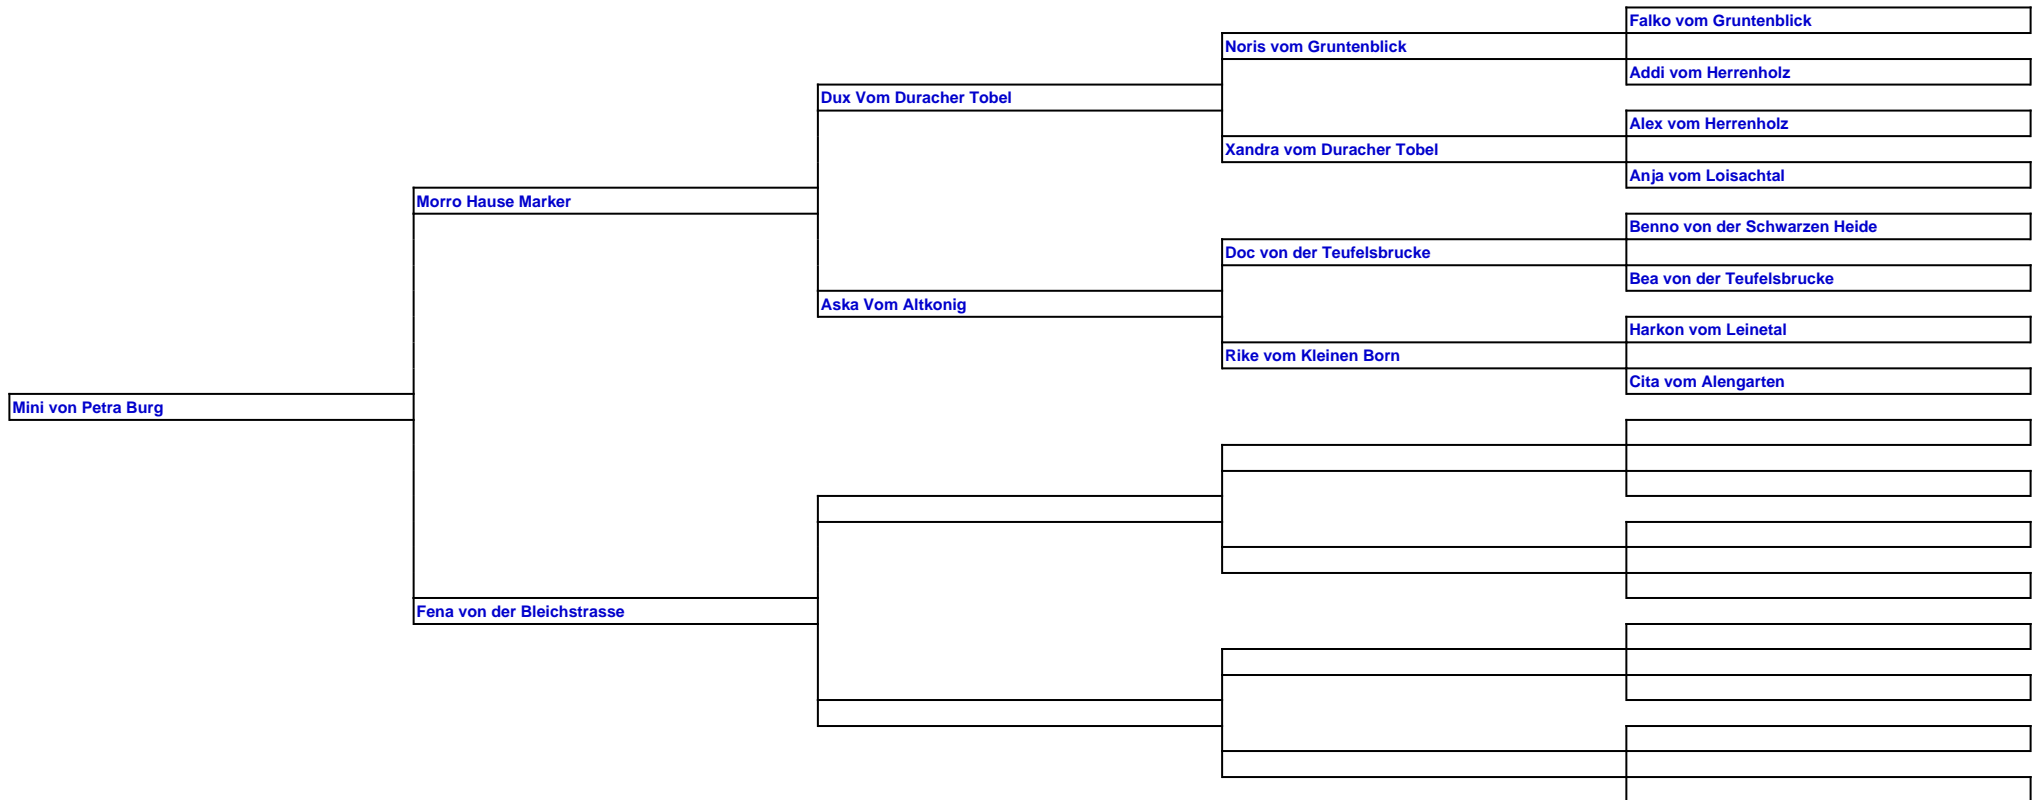 Falko vom Gruntenblick
Noris vom Gruntenblick
Addi vom Herrenholz
Dux Vom Duracher Tobel
Alex vom Herrenholz
Xandra vom Duracher Tobel
Anja vom Loisachtal
Morro Hause Marker
Benno von der Schwarzen Heide
Doc von der Teufelsbrucke
Bea von der Teufelsbrucke
Aska Vom Altkonig
Harkon vom Leinetal
Rike vom Kleinen Born
Cita vom Alengarten
Mini von Petra Burg
Fena von der Bleichstrasse